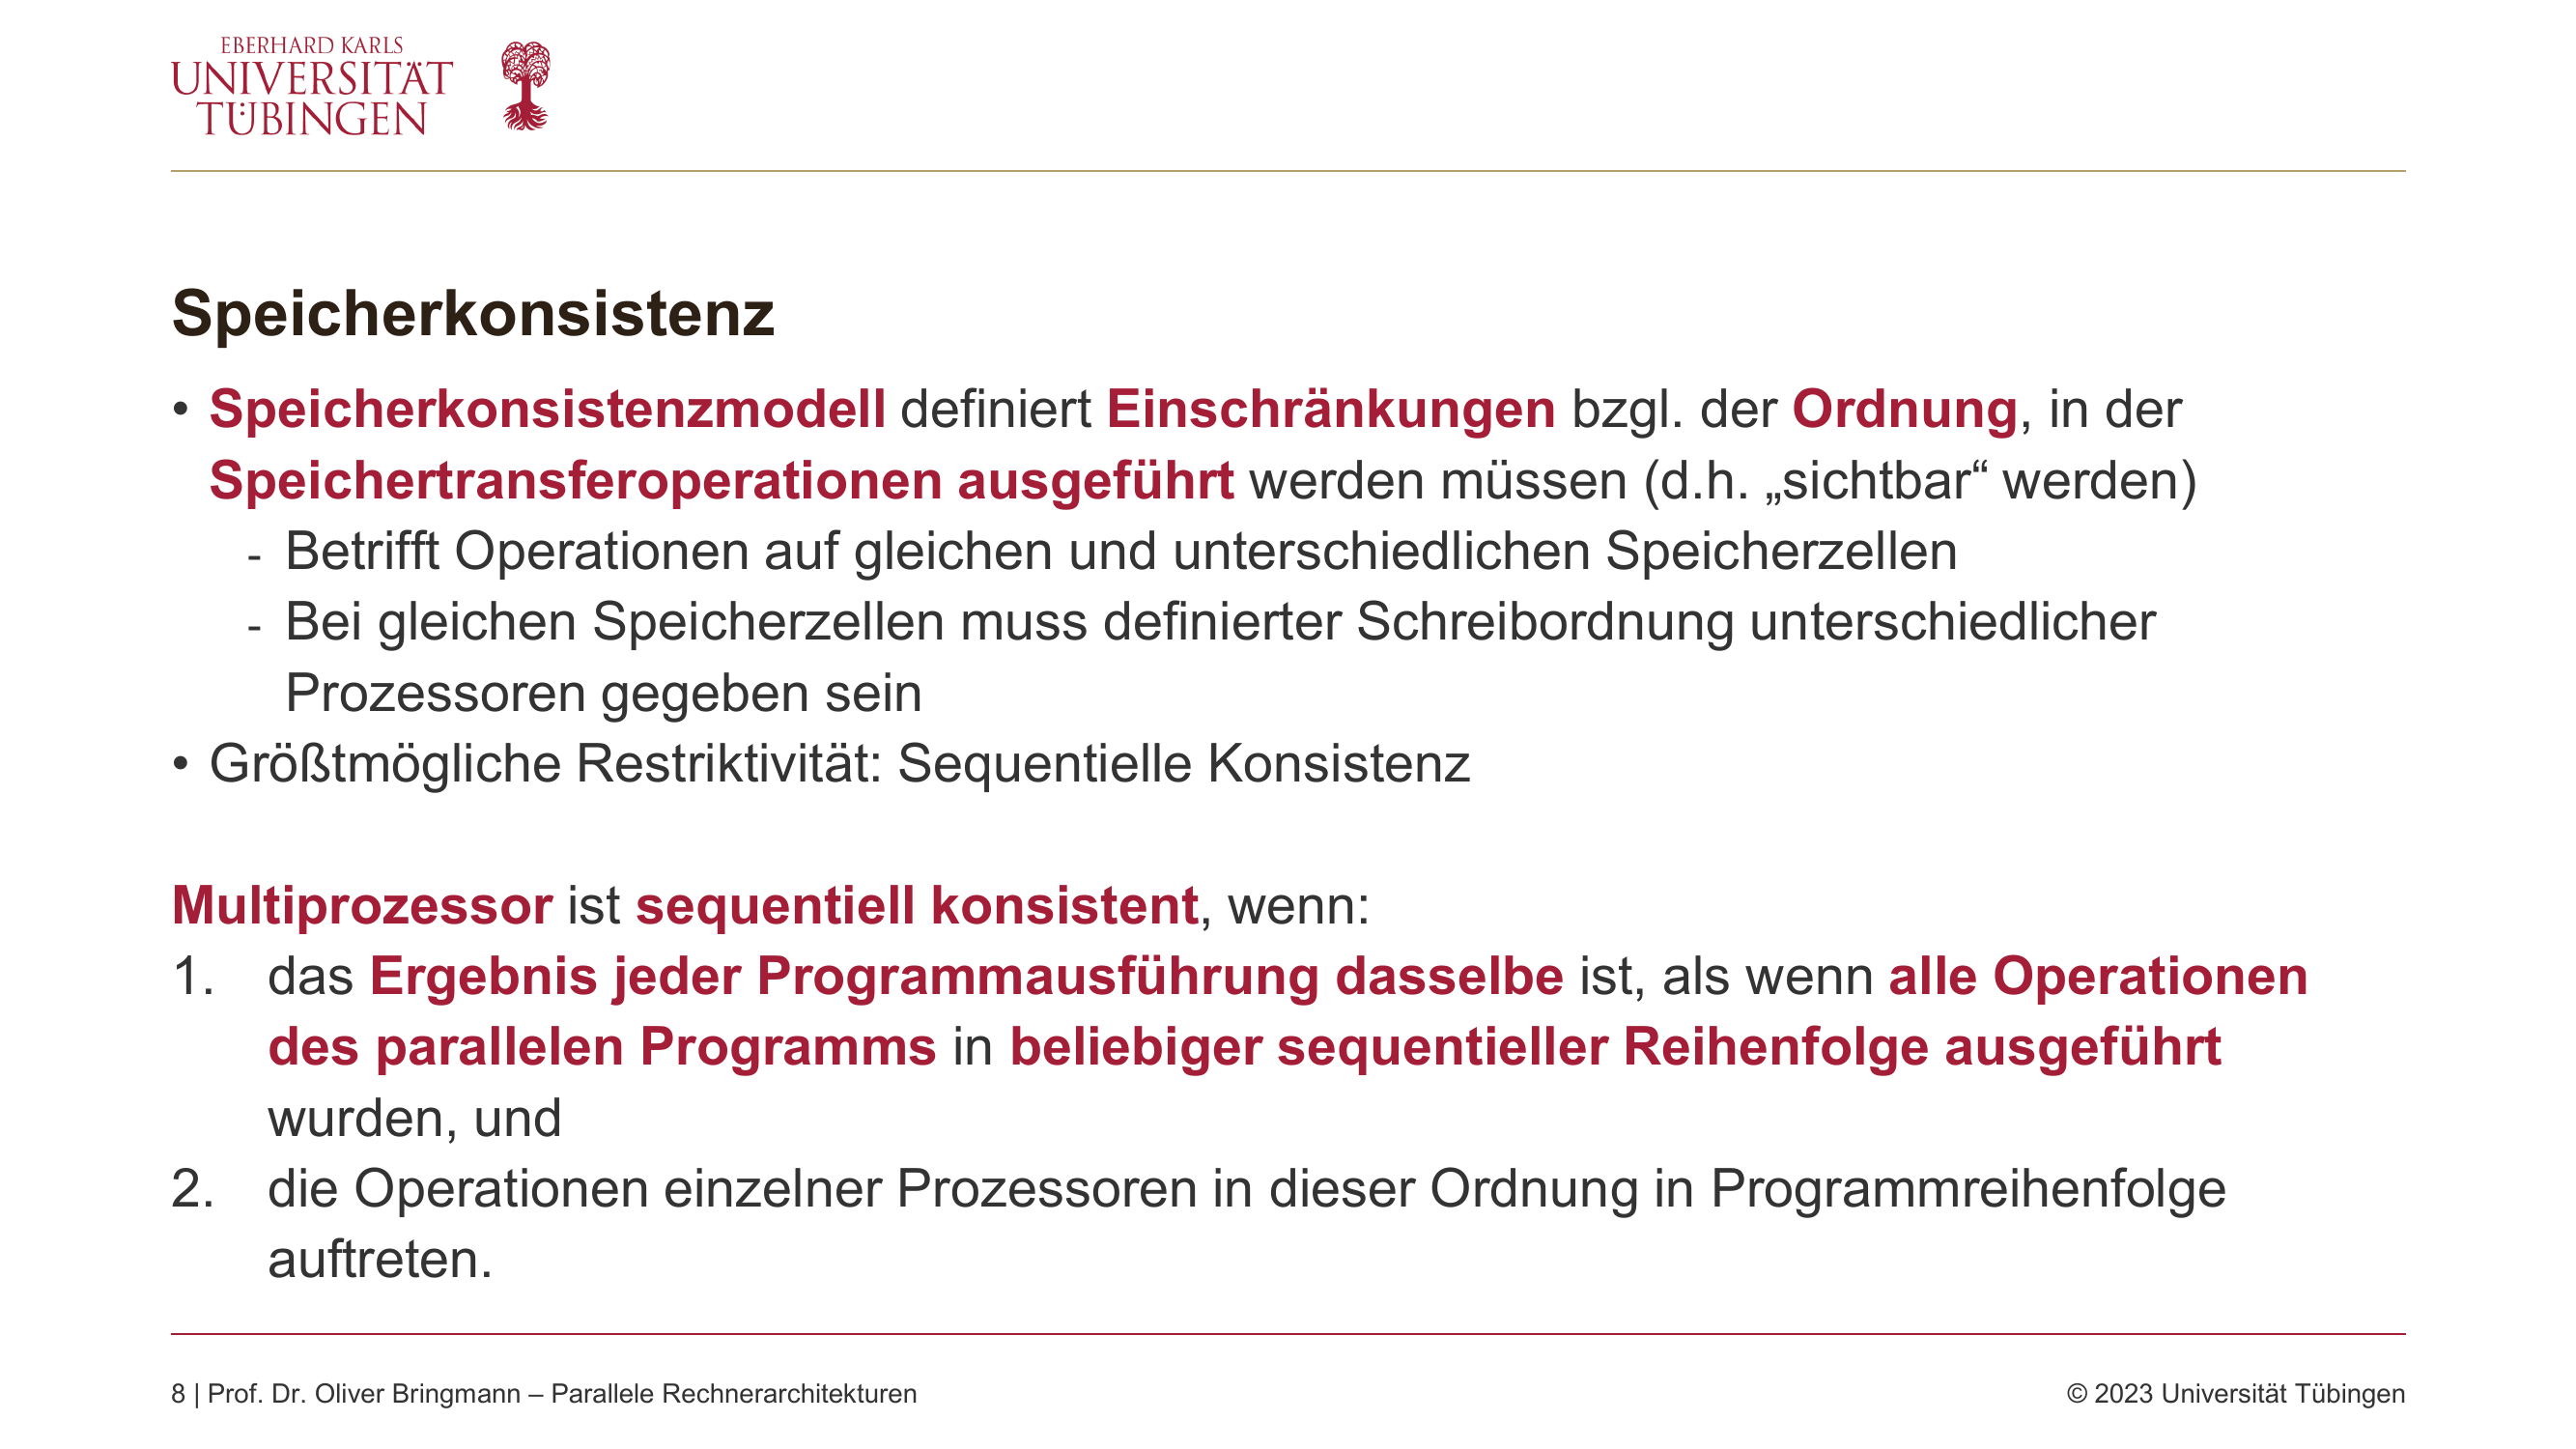 EBERHARD KARLS
UNIVERSITÄT
TÜBINGEN
Speicherkonsistenz
• Speicherkonsistenzmodell definiert Einschränkungen bzgl. der Ordnung, in der
Speichertransferoperationen ausgeführt werden müssen (d.h. „sichtbar“ werden)
- Betrifft Operationen auf gleichen und unterschiedlichen Speicherzellen
- Bei gleichen Speicherzellen muss definierter Schreibordnung unterschiedlicher
Prozessoren gegeben sein
• Größtmögliche Restriktivität: Sequentielle Konsistenz
Multiprozessor ist sequentiell konsistent, wenn:
1. das Ergebnis jeder Programmausführung dasselbe ist, als wenn alle Operationen
des parallelen Programms in beliebiger sequentieller Reihenfolge ausgeführt
wurden, und
2. die Operationen einzelner Prozessoren in dieser Ordnung in Programmreihenfolge
auftreten.
8 | Prof. Dr. Oliver Bringmann – Parallele Rechnerarchitekturen
© 2023 Universität Tübingen